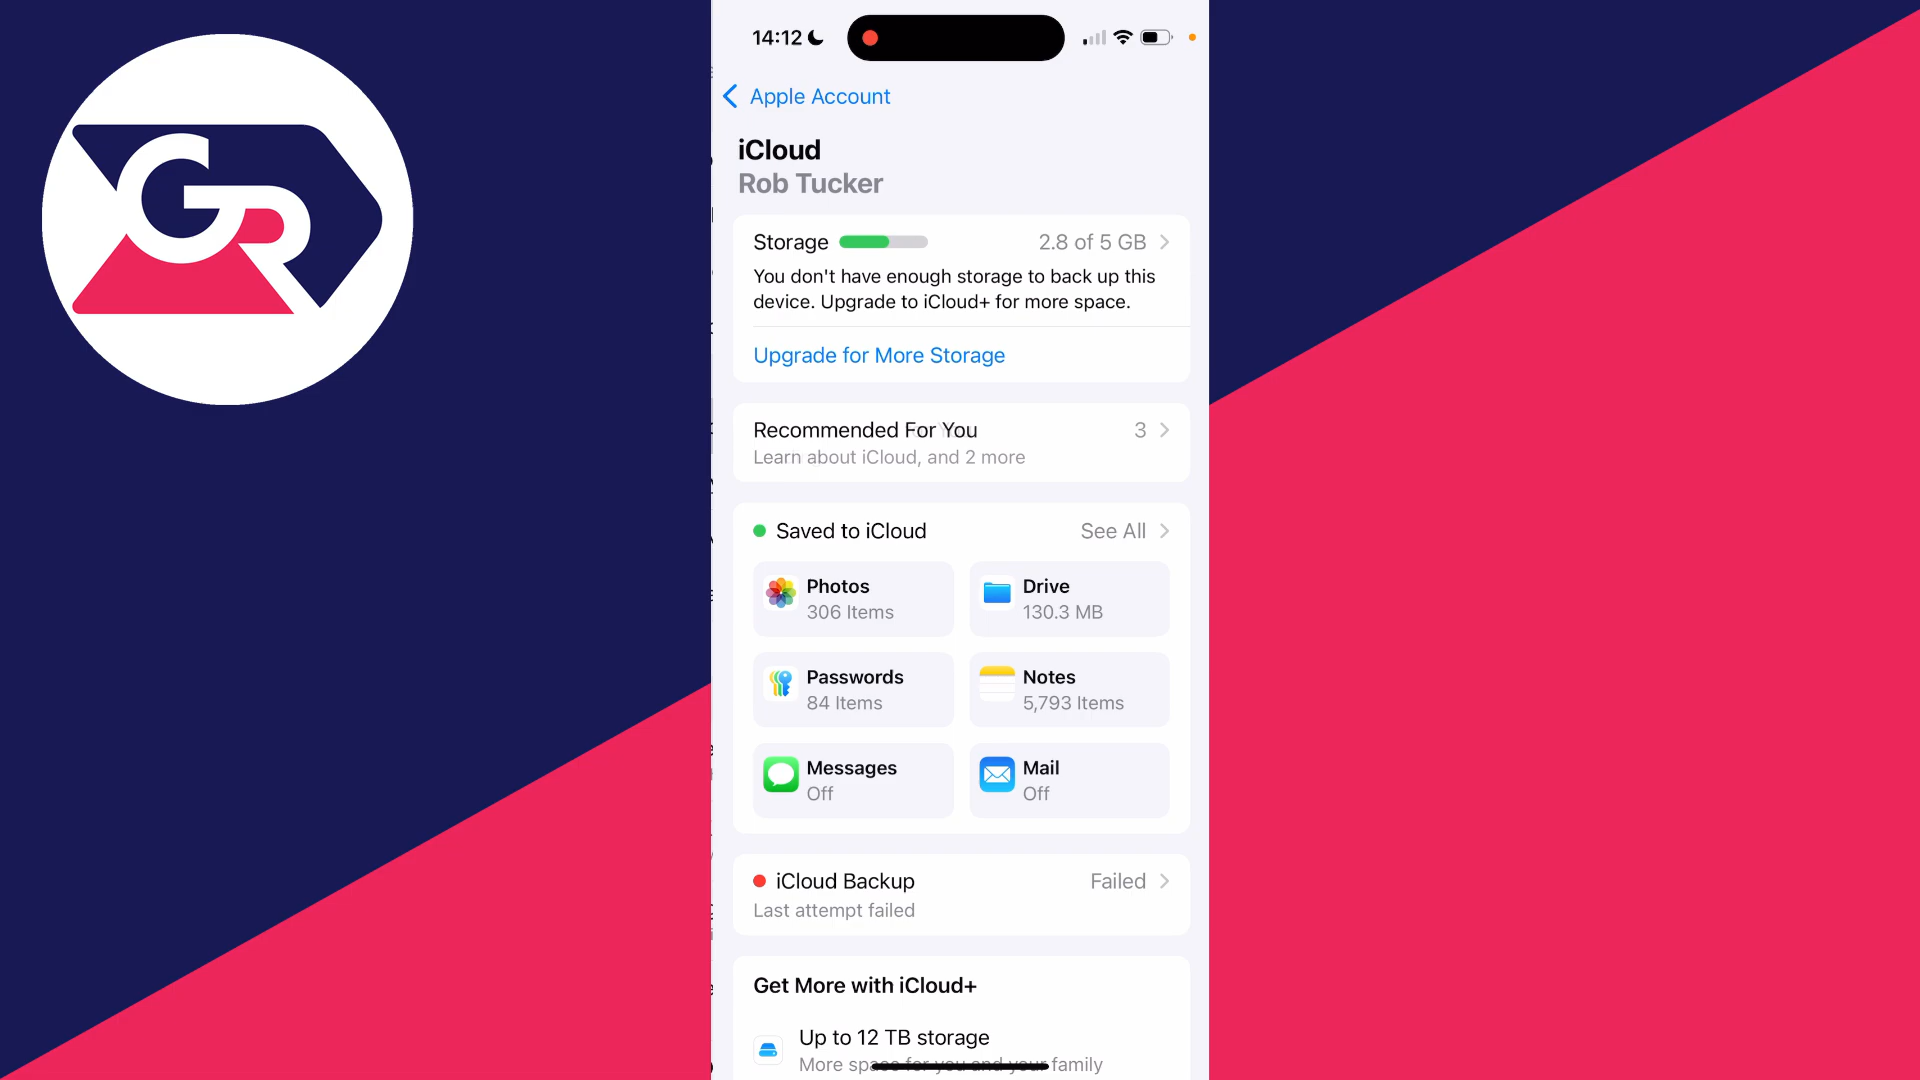 GR
14:12
Apple Account
iCloud
Rob Tucker
Storage 2.8 of 5 GB
You don't have enough storage to back up this
device. Upgrade to iCloud+ for more space.
Upgrade for More Storage
Recommended For You 3
Learn about iCloud, and 2 more
Saved to iCloud See All
Photos
306 Items
Drive
130.3 MB
Passwords
84 Items
Notes
5,793 Items
Messages
Off
Mail
Off
iCloud Backup Failed
Last attempt failed
Get More with iCloud+
Up to 12 TB storage
More space for you and your family